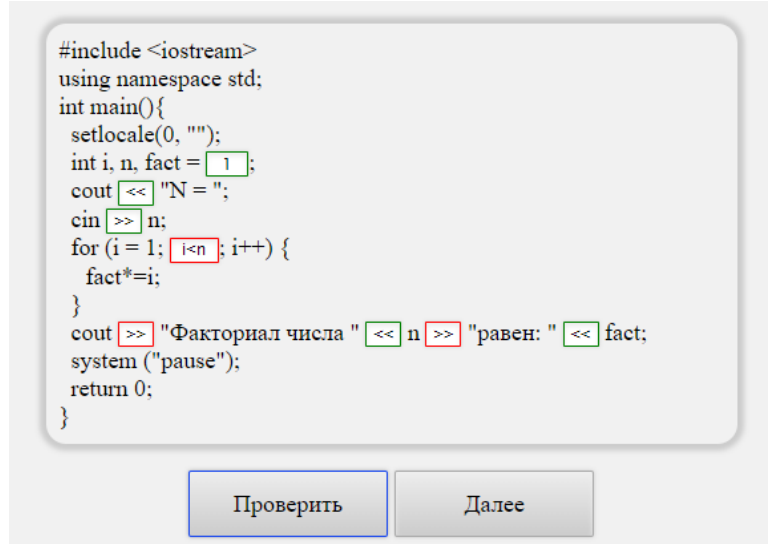 #include <iostream>
using namespace std;
int main(){
setlocale(0, "");
int i, n, fact = 1 ;
cout << "N = ";
cin >> n;
for (i = 1; i<n ; i++) {
fact*=i;
}
cout >> "Факториал числа " << n >> "равен: " << fact;
system ("pause");
return 0;
}
Проверить Далее